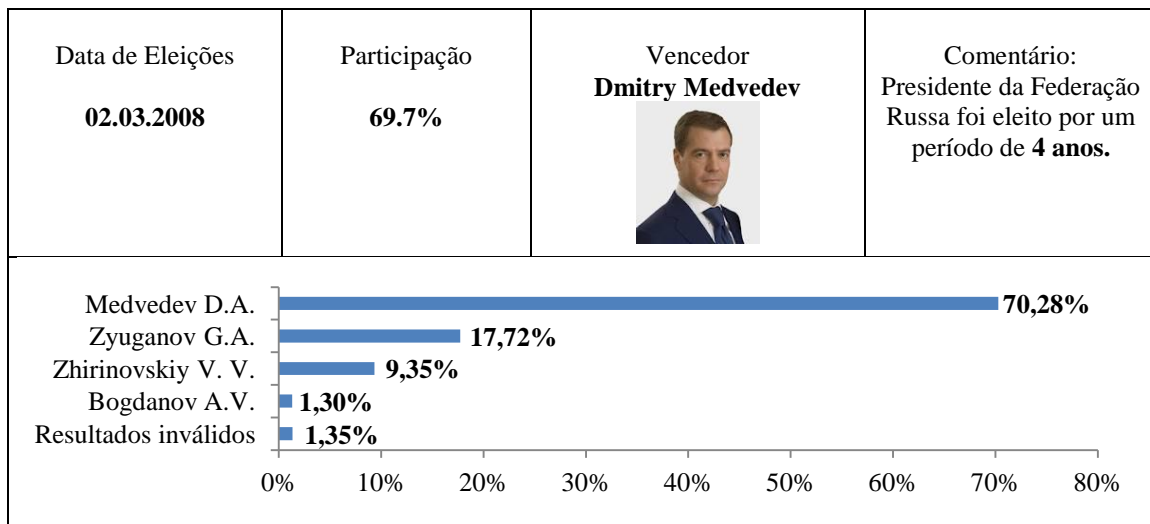 Data de Eleições
02.03.2008
Participação
69.7%
Vencedor
Dmitry Medvedev
Comentário:
Presidente da Federação
Russa foi eleito por um
período de 4 anos.
Medvedev D.A. 70,28%
Zyuganov G.A. 17,72%
Zhirinovskiy V. V. 9,35%
Bogdanov A.V. 1,30%
Resultados inválidos 1,35%
0% 10% 20% 30% 40% 50% 60% 70% 80%